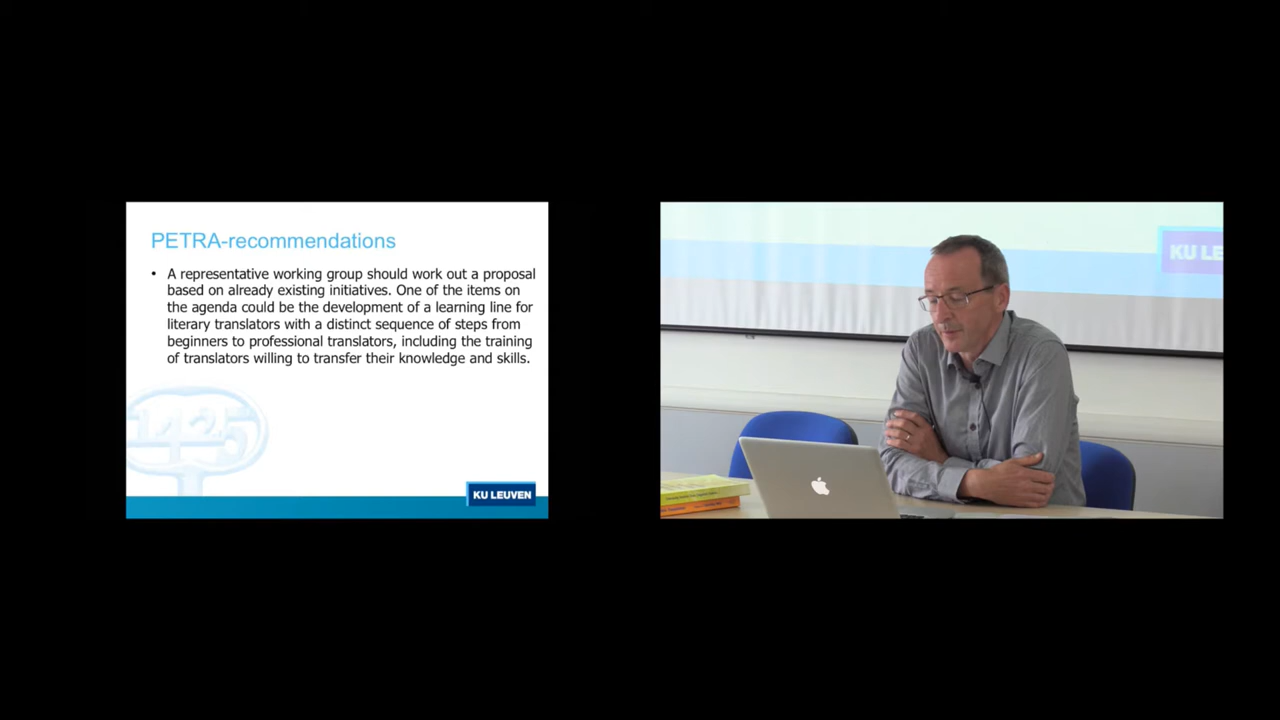 PETRA-recommendations
• A representative working group should work out a proposal
based on already existing initiatives. One of the items on
the agenda could be the development of a learning line for
literary translators with a distinct sequence of steps from
beginners to professional translators, including the training
of translators willing to transfer their knowledge and skills.
1425
KU LEUVEN
KU LE